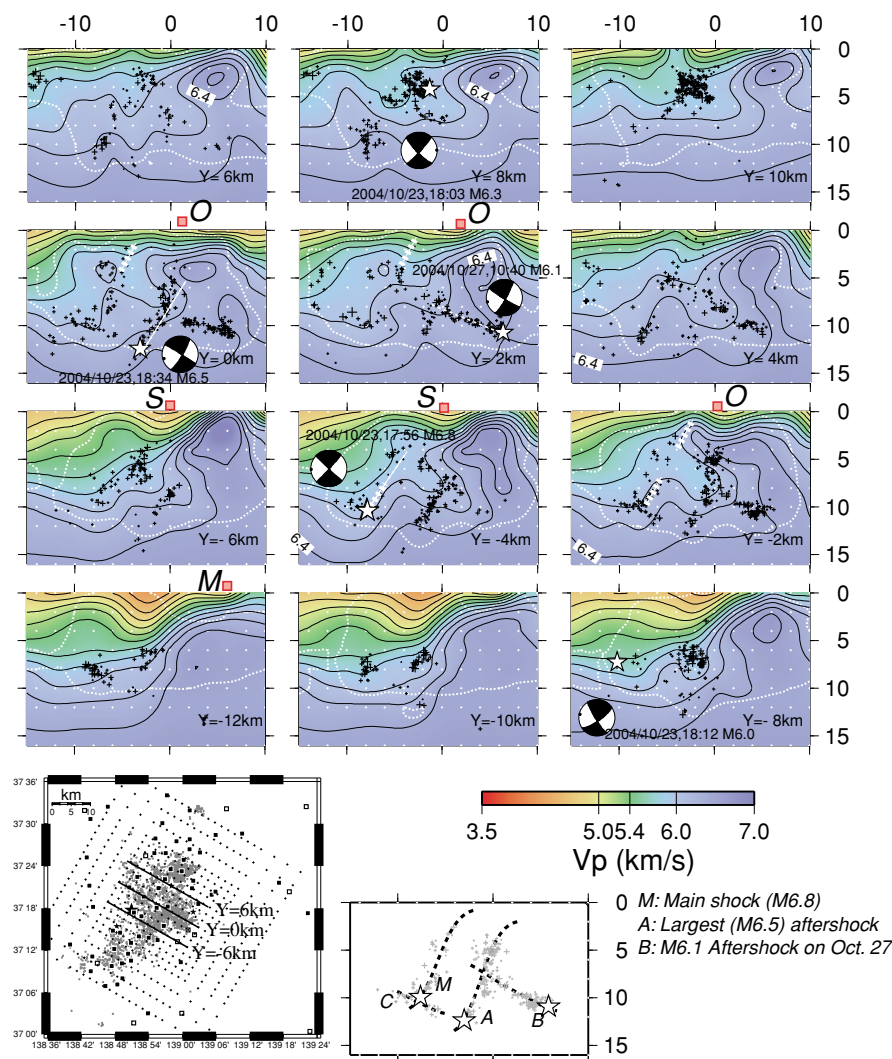 -10 0 10
-10 0 10
-10 0 10
0
5
10
15
6.4
Y= 6km
6.4
Y= 8km
2004/10/23,18:03 M6.3
Y= 10km
O
O
0
5
10
15
Y= 0km
2004/10/23,18:34 M6.5
6.4
2004/10/27,10:40 M6.1
Y= 2km
6.4
Y= 4km
S
S
O
0
5
10
15
Y=- 6km
2004/10/23,17:56 M6.8
6.4
Y= -4km
6.4
Y= -2km
M
0
5
10
15
Y=-12km
Y=-10km
Y=- 8km
2004/10/23,18:12 M6.0
37 36'
37 30'
37 24'
37 18'
37 12'
37 06'
37 00'
km
0 5 10
Y=6km
Y=0km
Y=-6km
138 36' 138 42' 138 48' 138 54' 139 00' 139 06' 139 12' 139 18' 139 24'
3.5 5.0 5.4 6.0 7.0
Vp (km/s)
0
5
10
15
C
M
A
B
M: Main shock (M6.8)
A: Largest (M6.5) aftershock
B: M6.1 Aftershock on Oct. 27